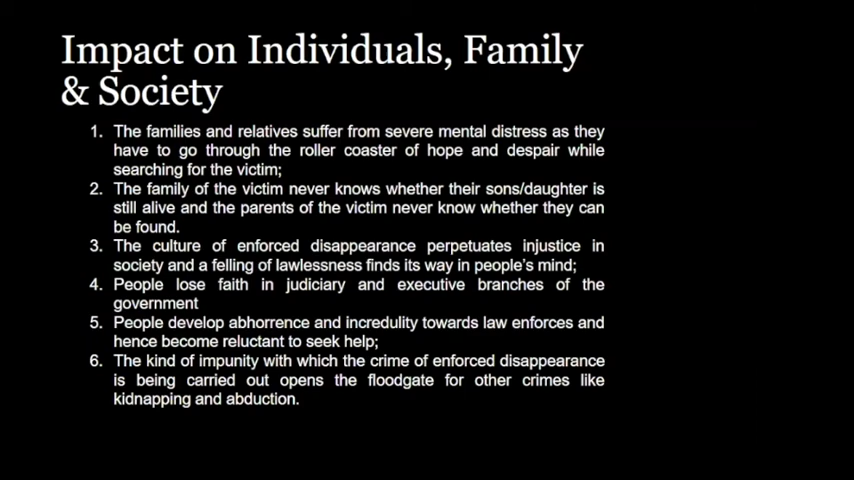 Impact on Individuals, Family
& Society
1. The families and relatives suffer from severe mental distress as they
have to go through the roller coaster of hope and despair while
searching for the victim;
2. The family of the victim never knows whether their sons/daughter is
still alive and the parents of the victim never know whether they can
be found.
3. The culture of enforced disappearance perpetuates injustice in
society and a felling of lawlessness finds its way in people's mind;
4. People lose faith in judiciary and executive branches of the
government
5. People develop abhorrence and incredulity towards law enforces and
hence become reluctant to seek help;
6. The kind of impunity with which the crime of enforced disappearance
is being carried out opens the floodgate for other crimes like
kidnapping and abduction.